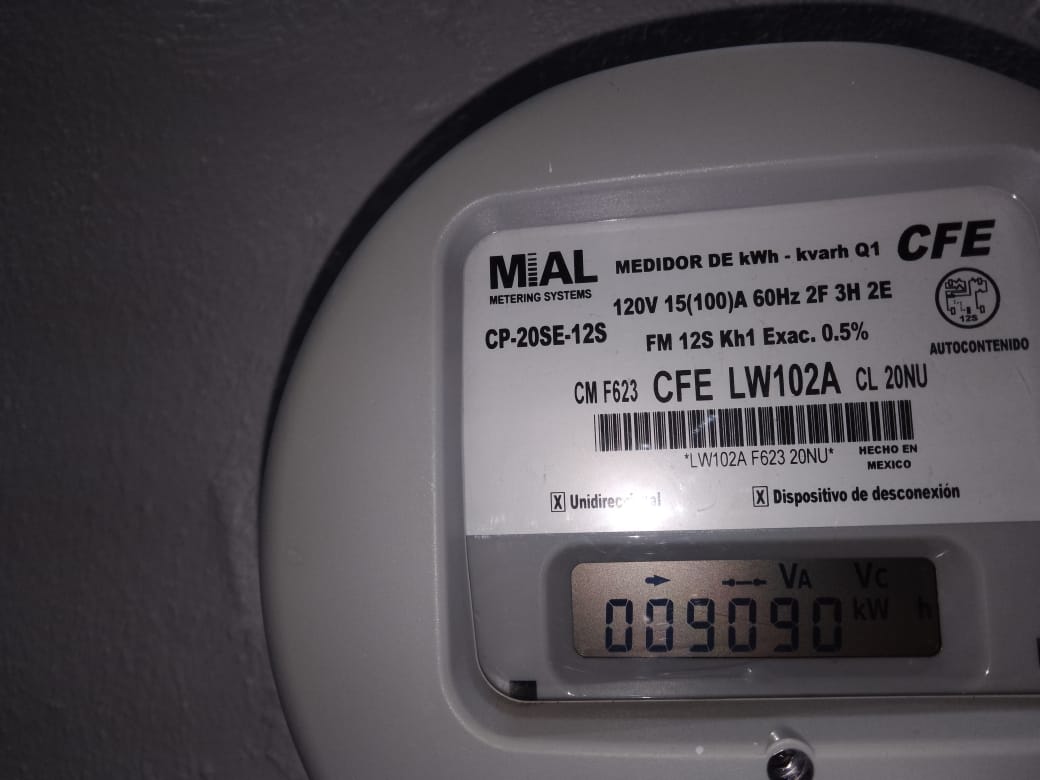 MIAL
METERING SYSTEMS
MEDIDOR DE kWh - kvarh Q1
CFE
120V 15(100)A 60Hz 2F 3H 2E
CP-20SE-12S
FM 12S Kh1 Exac. 0.5%
12S
AUTOCONTENIDO
CM F623 CFE LW102A CL 20NU
*LW102A F623 20NU*
HECHO EN
MEXICO
X
X Dispositivo de desconexión
VA VC
009090 kW h